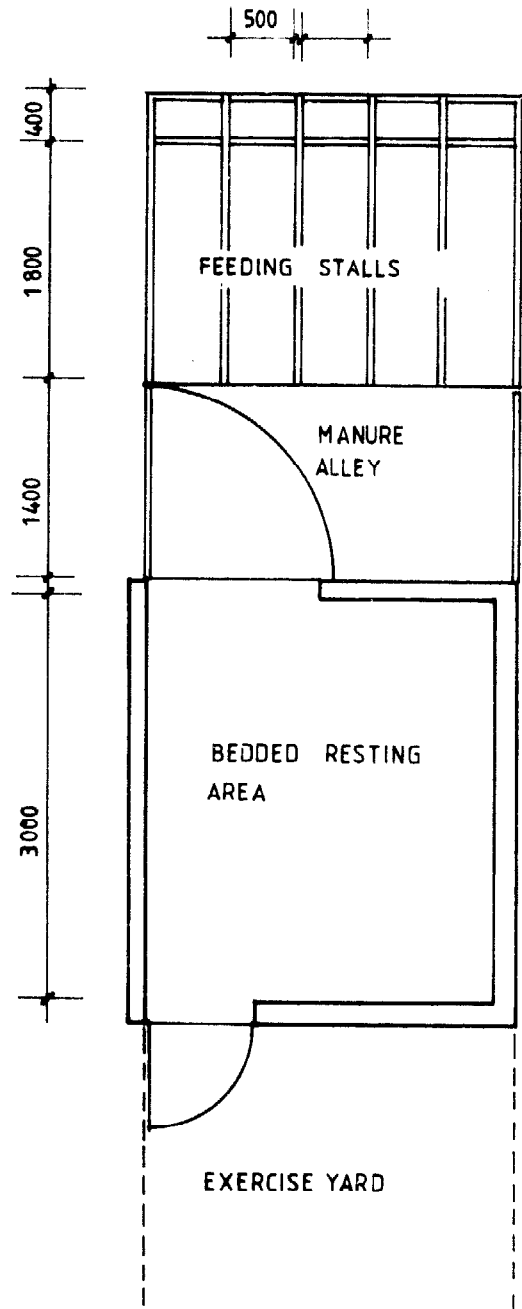 500
400
1800
FEEDING STALLS
MANURE
ALLEY
1400
BEDDED RESTING
AREA
3000
EXERCISE YARD